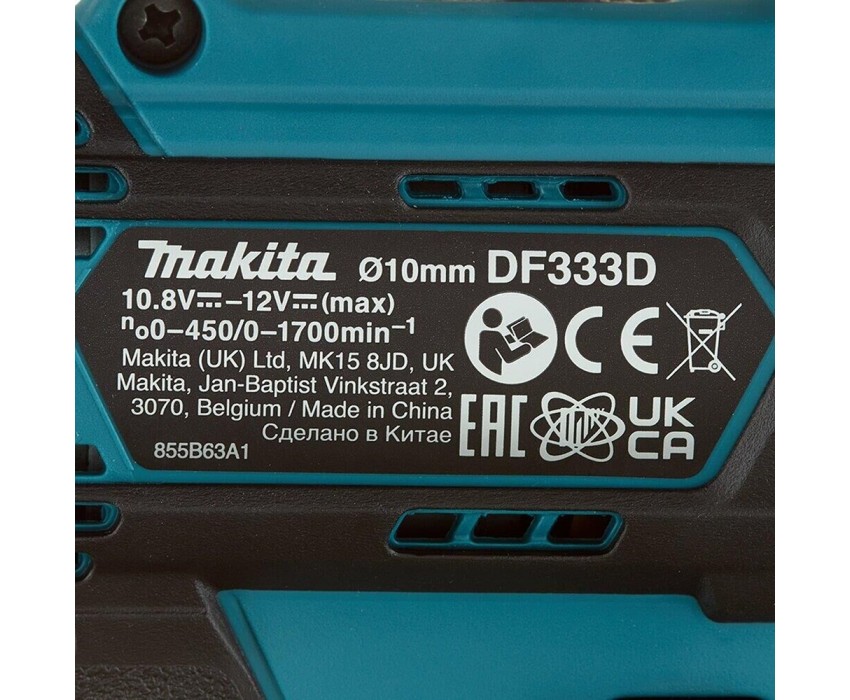 makita Ø10mm DF333D
10.8V⎓–12V⎓(max)
n₀0–450/0–1700min⁻¹
Makita (UK) Ltd, MK15 8JD, UK
Makita, Jan-Baptist Vinkstraat 2,
3070, Belgium / Made in China
Сделано в Китае
855B63A1
CE
EAC
UK
CA